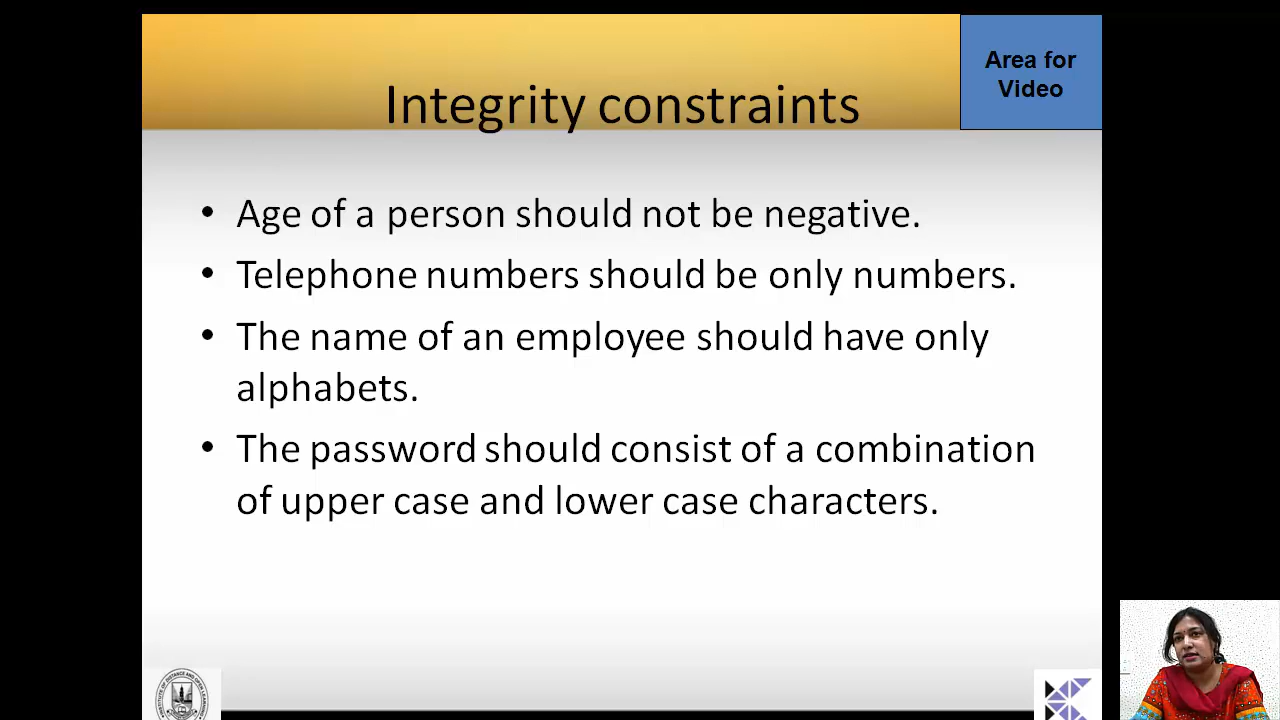 Area for
Video
Integrity constraints
• Age of a person should not be negative.
• Telephone numbers should be only numbers.
• The name of an employee should have only
alphabets.
• The password should consist of a combination
of upper case and lower case characters.